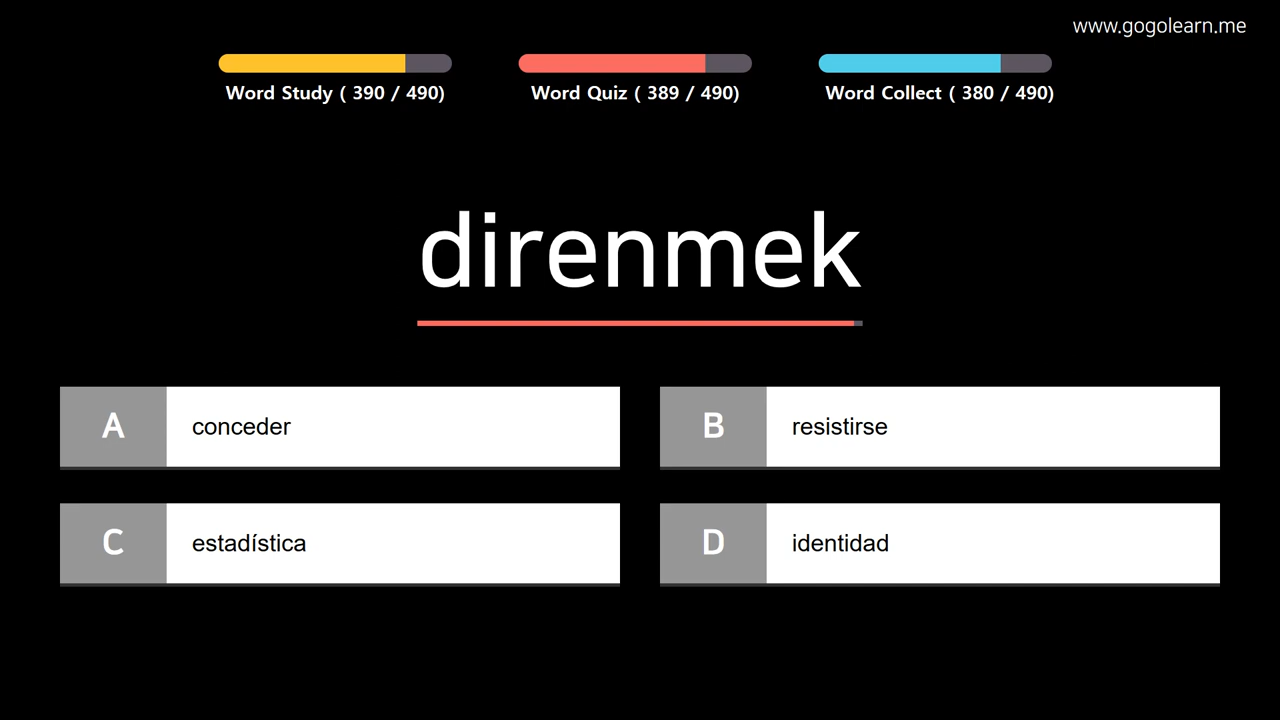 www.gogolearn.me
Word Study ( 390 / 490)
Word Quiz ( 389 / 490)
Word Collect ( 380 / 490)
direnmek
A conceder
B resistirse
C estadística
D identidad